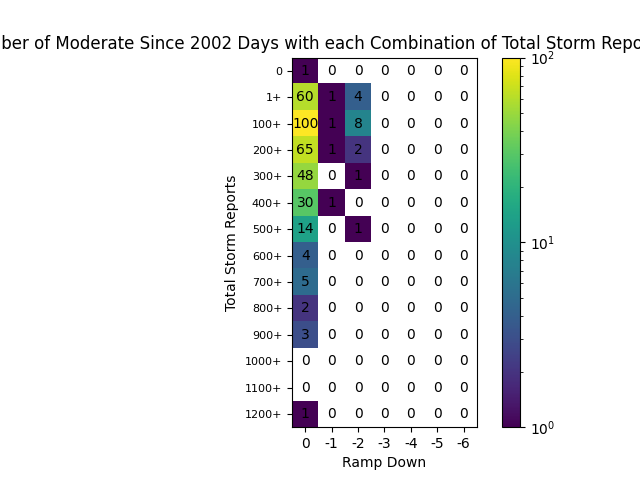 ber of Moderate Since 2002 Days with each Combination of Total Storm Repo
0 1 0 0 0 0 0 0
1+ 60 1 4 0 0 0 0
100+ 100 1 8 0 0 0 0
200+ 65 1 2 0 0 0 0
300+ 48 0 1 0 0 0 0
400+ 30 1 0 0 0 0 0
500+ 14 0 1 0 0 0 0
600+ 4 0 0 0 0 0 0
700+ 5 0 0 0 0 0 0
800+ 2 0 0 0 0 0 0
900+ 3 0 0 0 0 0 0
1000+ 0 0 0 0 0 0 0
1100+ 0 0 0 0 0 0 0
1200+ 1 0 0 0 0 0 0
0 -1 -2 -3 -4 -5 -6
Ramp Down
Total Storm Reports
10²
10¹
10⁰